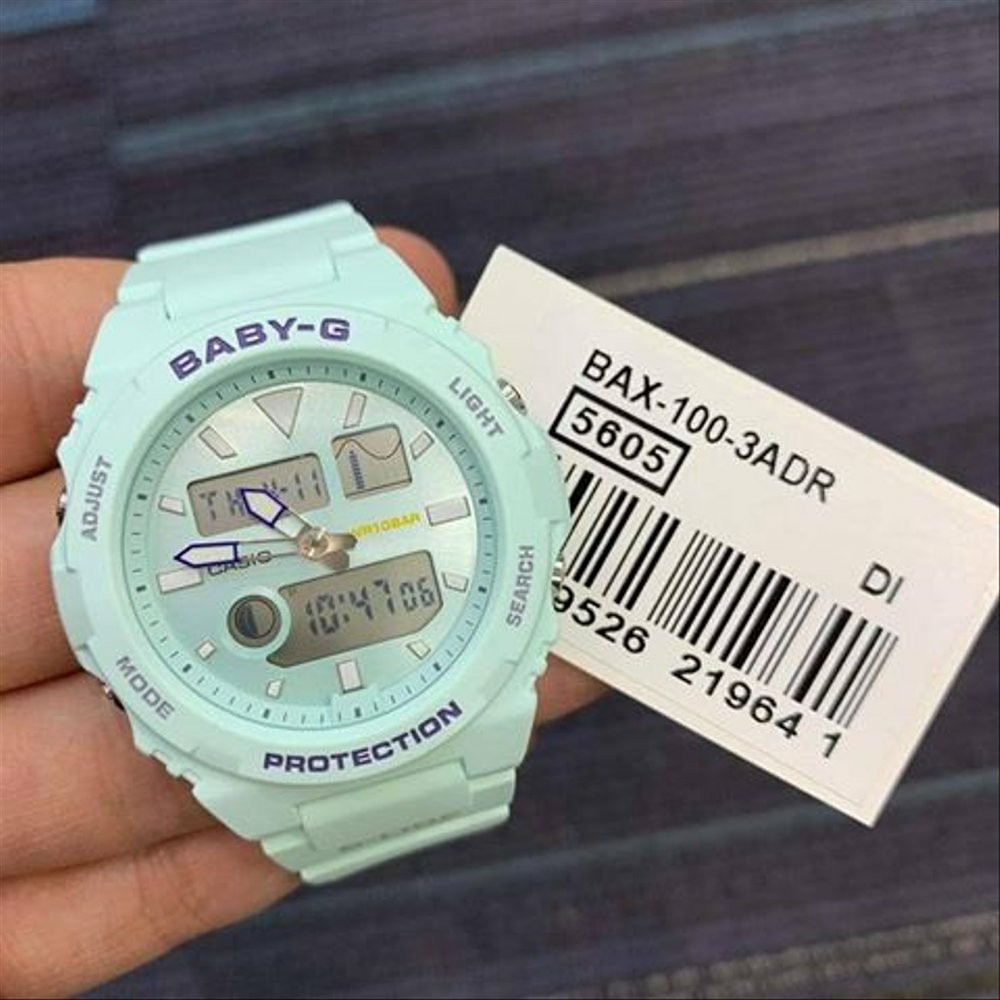 BABY-G
LIGHT
ADJUST
WR10BAR
CASIO
10:47 06
SEARCH
MODE
PROTECTION
BAX-100-3ADR
5605
DI
9526 21964 1